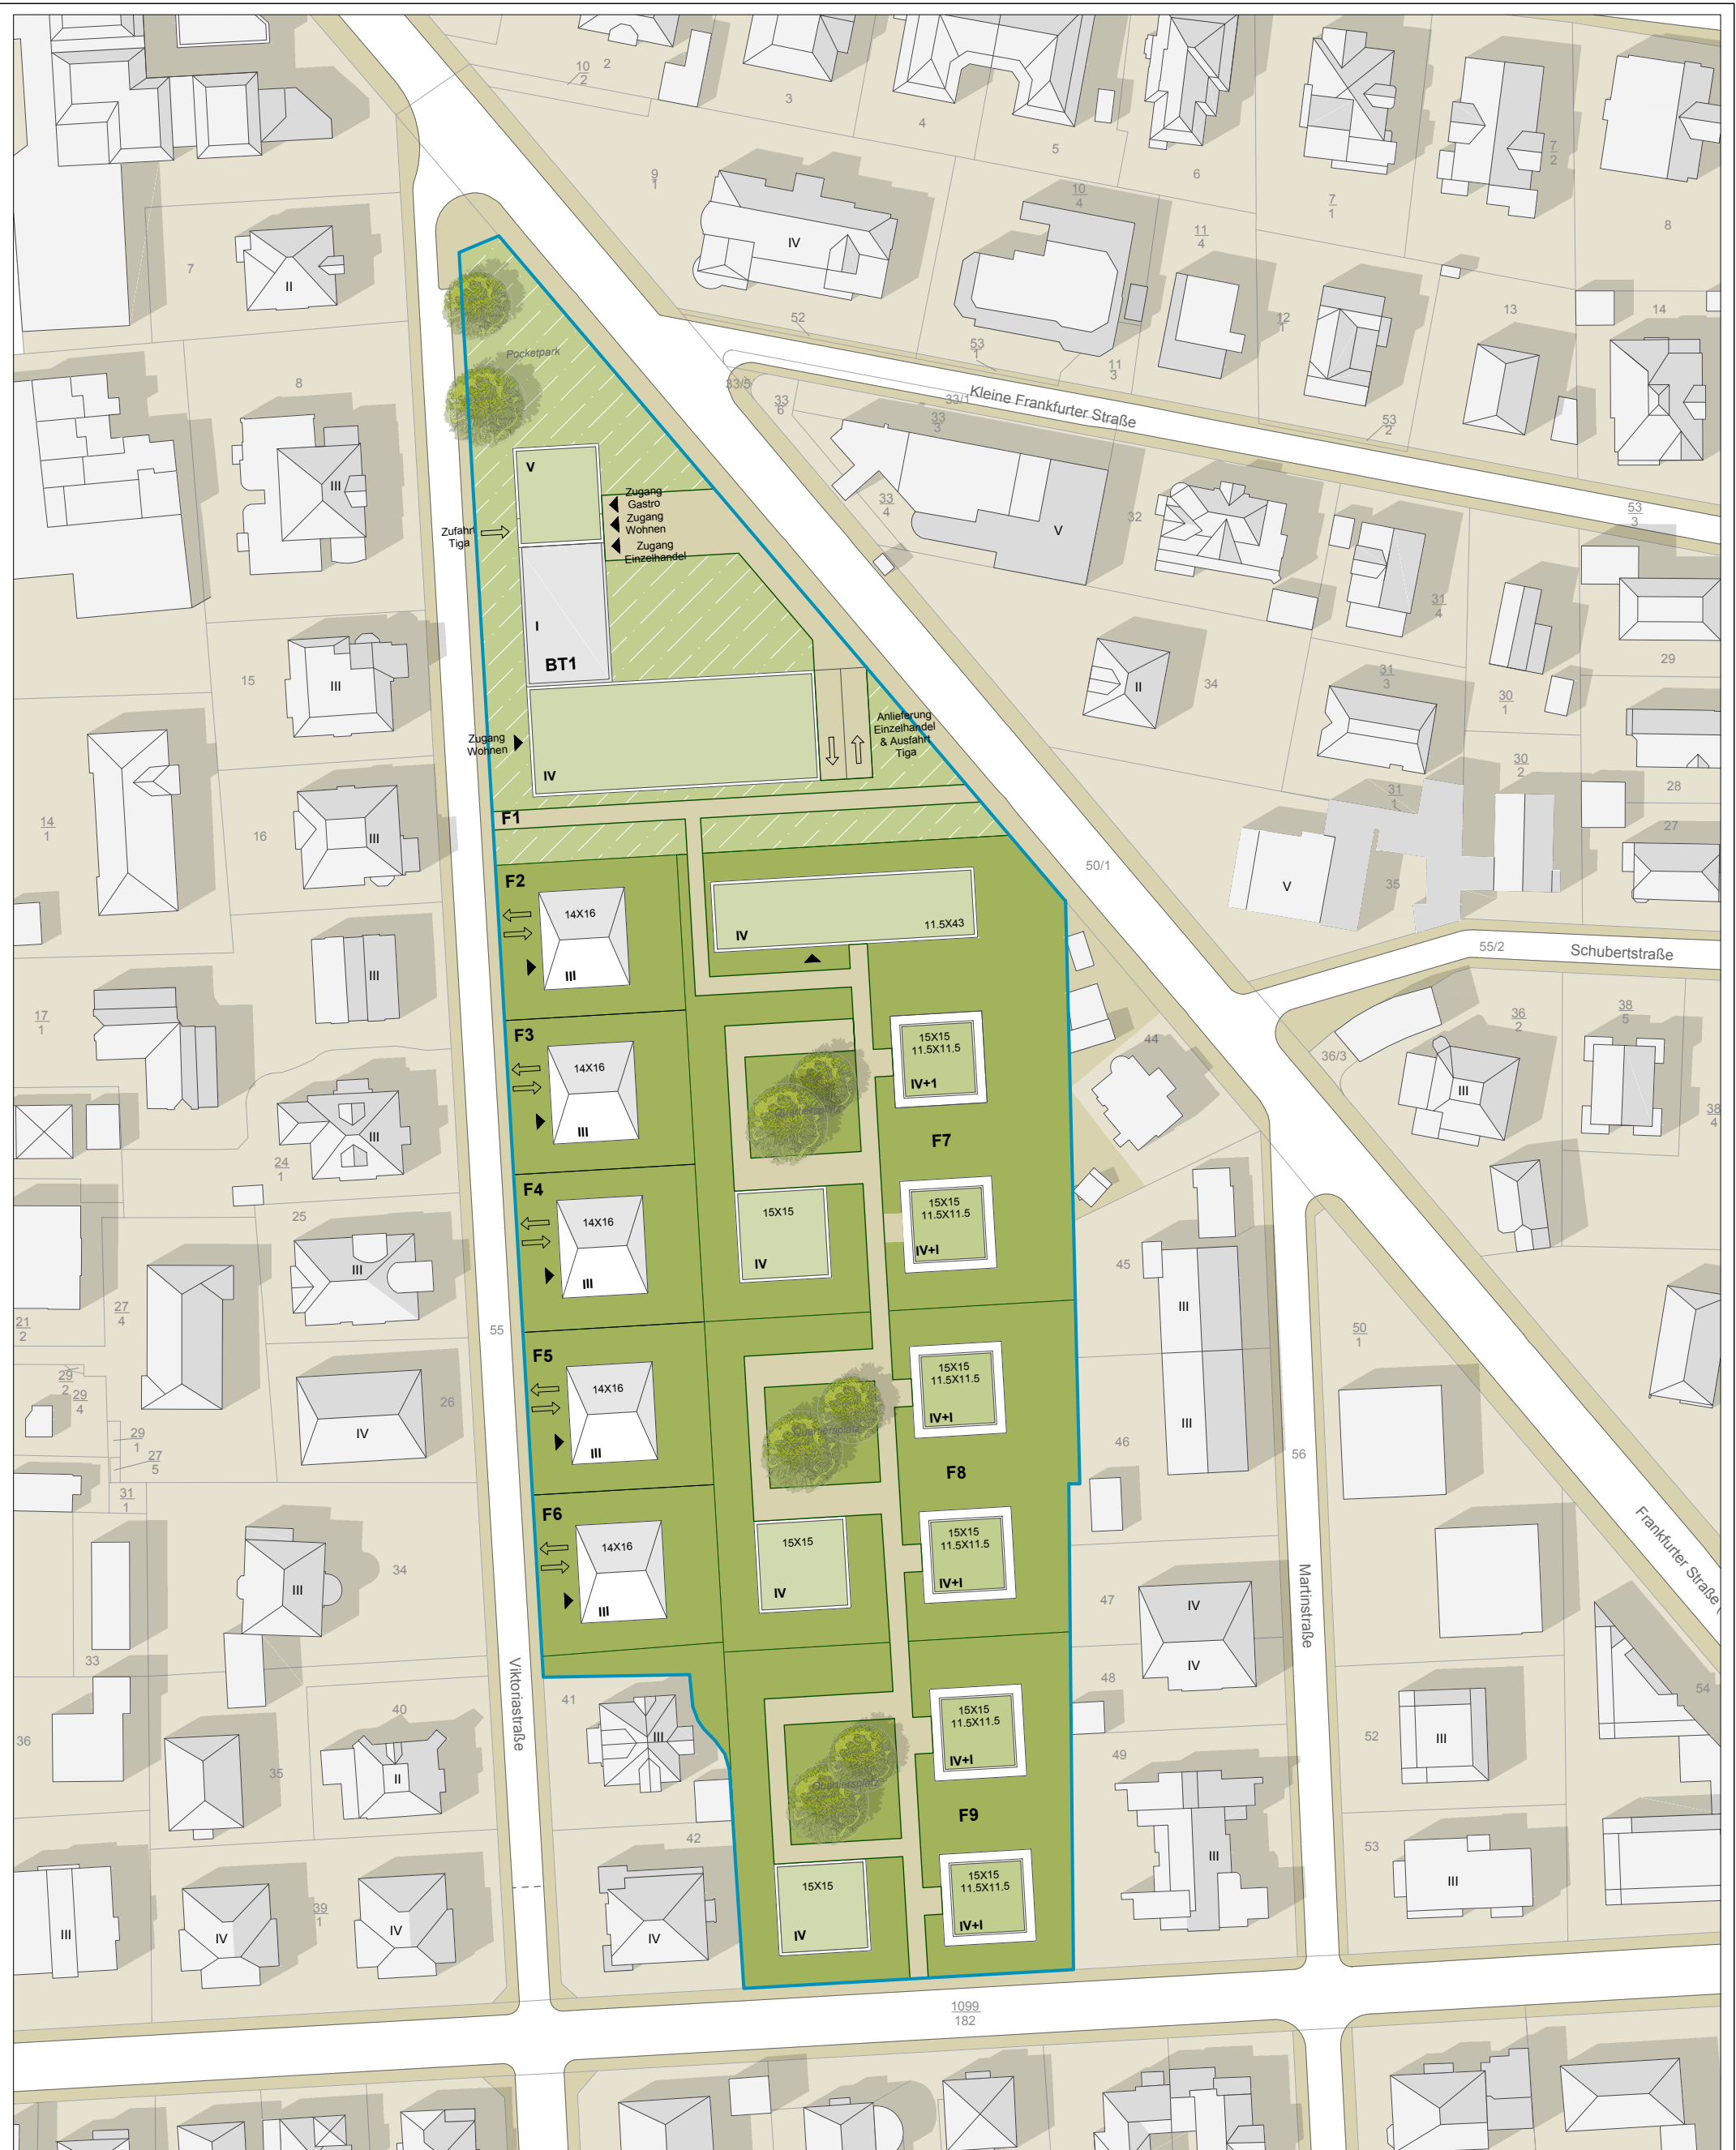 10
2
2
3
4
5
6
7
1
7
2
8
9
1
IV
10
4
11
4
12
1
13
14
7
II
52
53
1
11
3
Pocketpark
33/5
33
6
33/1
33
3
Kleine Frankfurter Straße
53
2
53
3
8
III
V
Zugang
Gastro
Zugang
Wohnen
Zugang
Einzelhandel
Zufahrt
Tiga
33
4
V
32
31
4
29
I
BT1
15
III
II
34
31
3
30
1
Zugang
Wohnen
IV
Anlieferung
Einzelhandel
& Ausfahrt
Tiga
30
2
28
31
1
27
F1
14
1
16
III
50/1
V
35
F2
14X16
III
IV
11.5X43
55/2
Schubertstraße
III
17
1
F3
14X16
III
15X15
11.5X11.5
IV+1
Quartiersplatz
44
36/3
36
2
III
38
5
38
4
III
24
1
F7
F4
14X16
III
15X15
IV
15X15
11.5X11.5
IV+I
25
III
45
III
21
2
27
4
55
50
1
F5
14X16
III
15X15
11.5X11.5
IV+I
29
2
29
4
26
IV
Quartiersplatz
III
46
56
29
1
27
5
31
1
F8
F6
14X16
III
15X15
IV
15X15
11.5X11.5
IV+I
Frankfurter Straße
34
III
33
47
IV
IV
Martinstraße
Viktoriastraße
48
41
III
15X15
11.5X11.5
IV+I
54
36
40
II
35
52
III
49
Quartiersplatz
F9
42
53
III
III
15X15
IV
15X15
11.5X11.5
IV+I
III
IV
39
1
IV
IV
1099
182